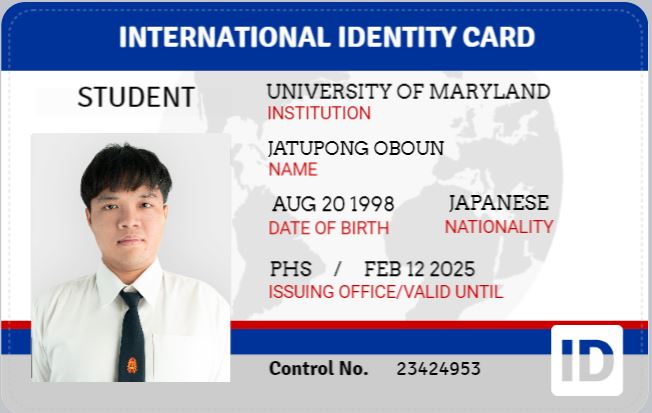 INTERNATIONAL IDENTITY CARD
STUDENT
UNIVERSITY OF MARYLAND
INSTITUTION
JATUPONG OBOUN
NAME
AUG 20 1998 JAPANESE
DATE OF BIRTH NATIONALITY
PHS / FEB 12 2025
ISSUING OFFICE/VALID UNTIL
Control No. 23424953
ID